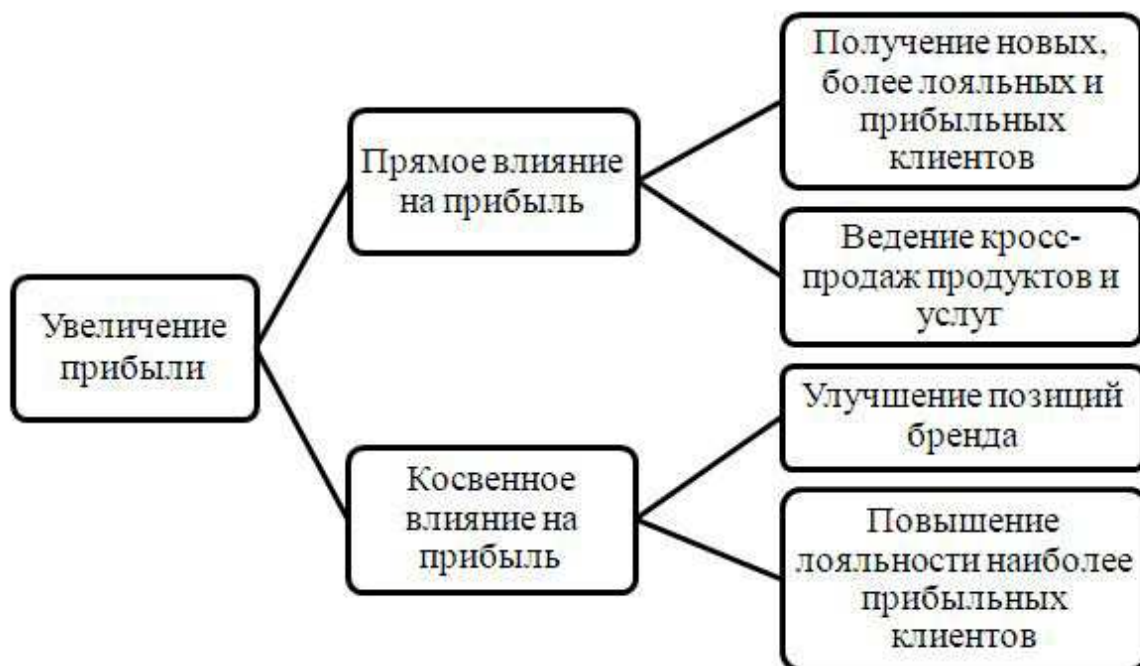 Увеличение
прибыли
Прямое влияние
на прибыль
Получение новых,
более лояльных и
прибыльных
клиентов
Ведение кросс-
продаж продуктов и
услуг
Косвенное
влияние на
прибыль
Улучшение позиций
бренда
Повышение
лояльности наиболее
прибыльных
клиентов